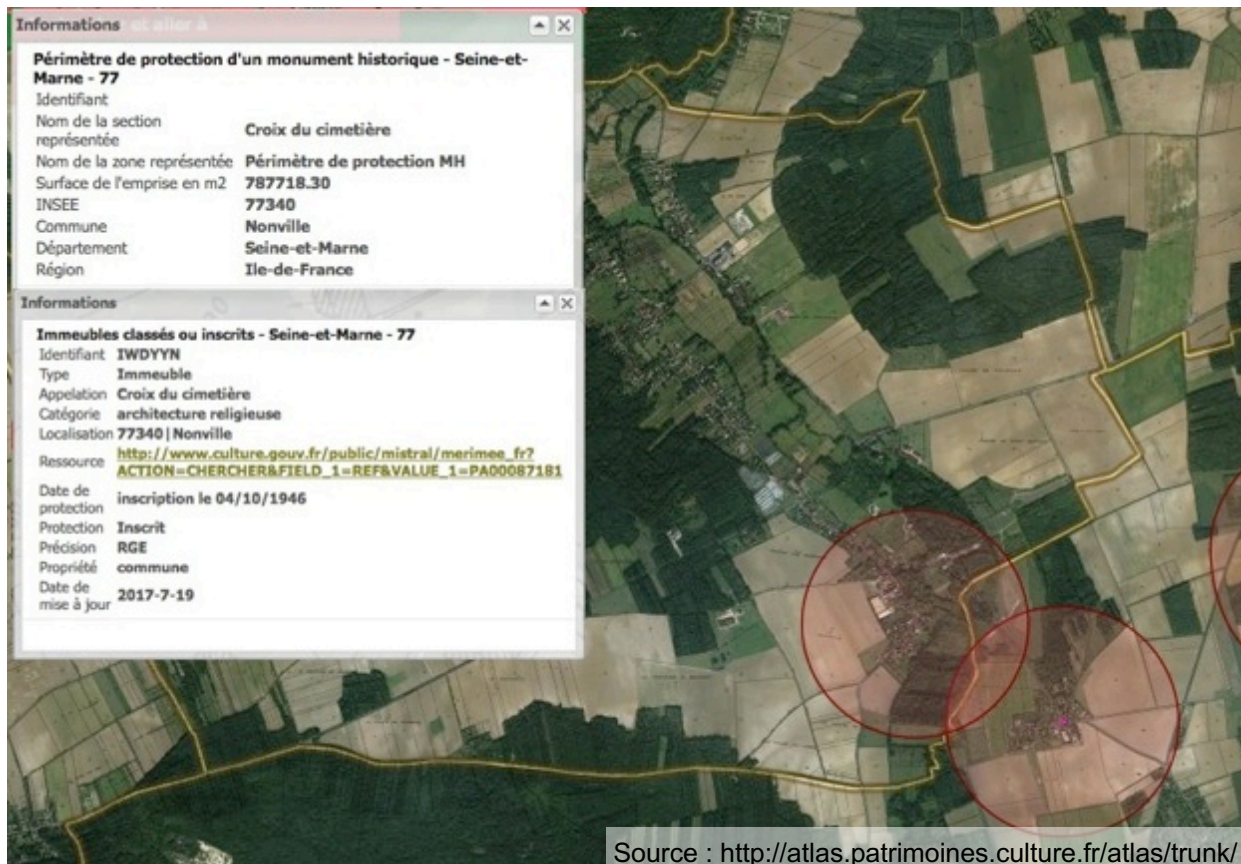 Informations et aller à
Périmètre de protection d'un monument historique - Seine-et-
Marne - 77
Identifiant
Nom de la section
représentée Croix du cimetière
Nom de la zone représentée Périmètre de protection MH
Surface de l'emprise en m2 787718.30
INSEE 77340
Commune Nonville
Département Seine-et-Marne
Région Ile-de-France
Informations
Immeubles classés ou inscrits - Seine-et-Marne - 77
Identifiant IWDYYN
Type Immeuble
Appelation Croix du cimetière
Catégorie architecture religieuse
Localisation 77340 | Nonville
Ressource http://www.culture.gouv.fr/public/mistral/merimee_fr?
ACTION=CHERCHER&FIELD_1=REF&VALUE_1=PA00087181
Date de
protection inscription le 04/10/1946
Protection Inscrit
Précision RGE
Propriété commune
Date de
mise à jour 2017-7-19
Source : http://atlas.patrimoines.culture.fr/atlas/trunk/